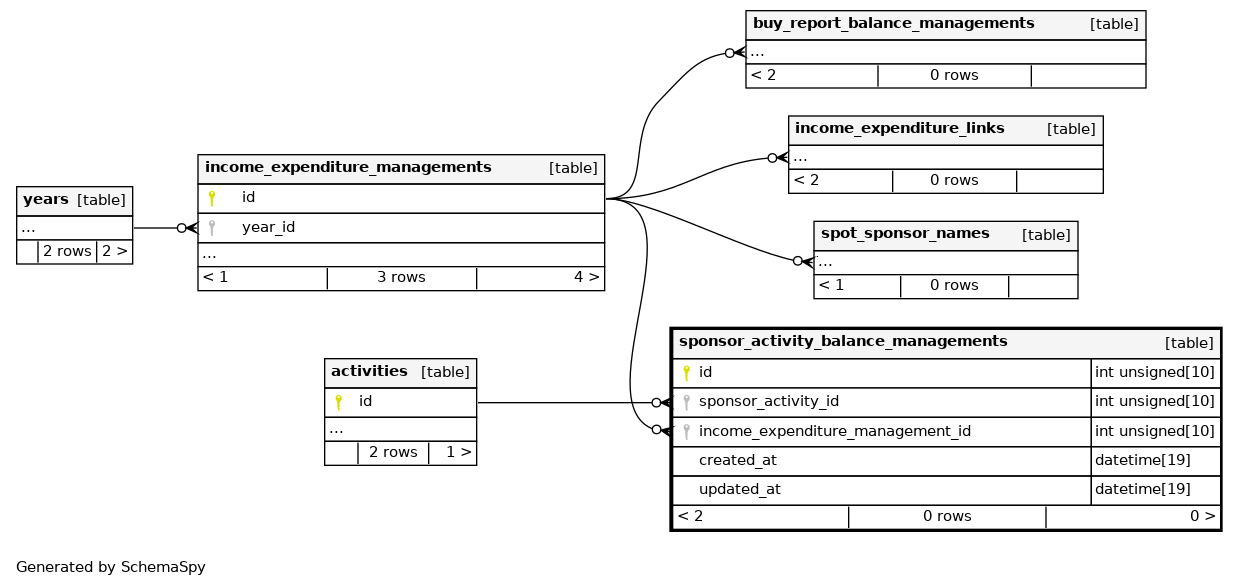 buy_report_balance_managements [table]
...
< 2 0 rows
income_expenditure_links [table]
...
< 2 0 rows
income_expenditure_managements [table]
id
year_id
...
< 1 3 rows 4 >
years [table]
...
2 rows 2 >
spot_sponsor_names [table]
...
< 1 0 rows
sponsor_activity_balance_managements [table]
id int unsigned[10]
sponsor_activity_id int unsigned[10]
income_expenditure_management_id int unsigned[10]
created_at datetime[19]
updated_at datetime[19]
< 2 0 rows 0 >
activities [table]
id
...
2 rows 1 >
Generated by SchemaSpy